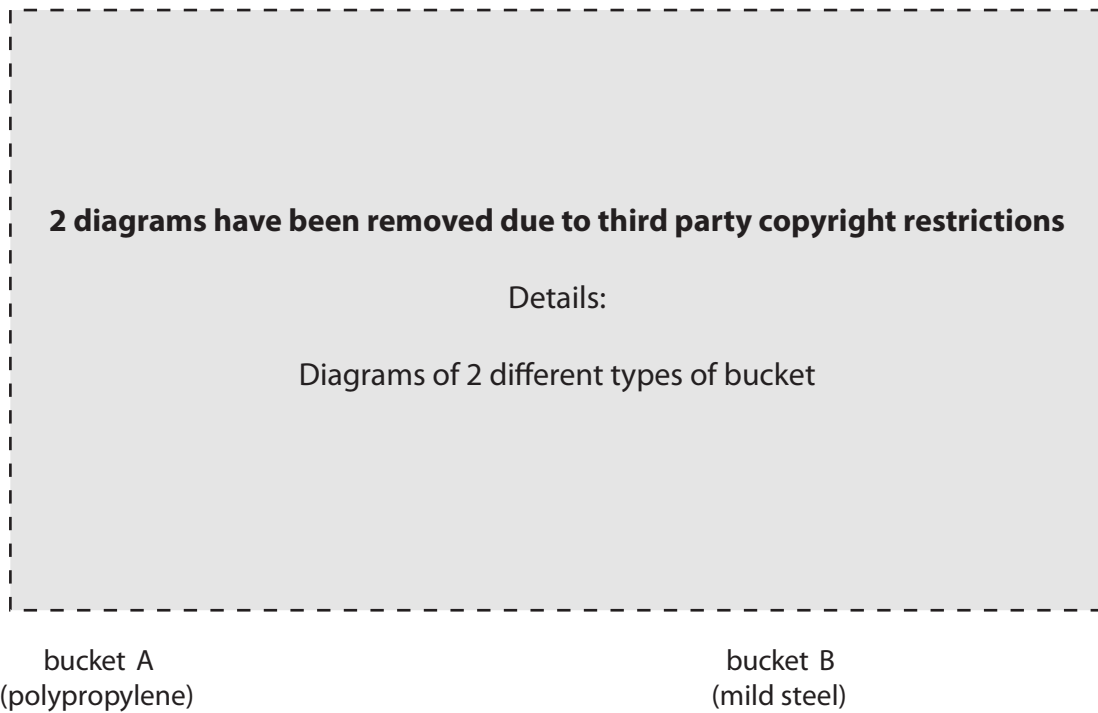 2 diagrams have been removed due to third party copyright restrictions
Details:
Diagrams of 2 different types of bucket
bucket A
(polypropylene)
bucket B
(mild steel)